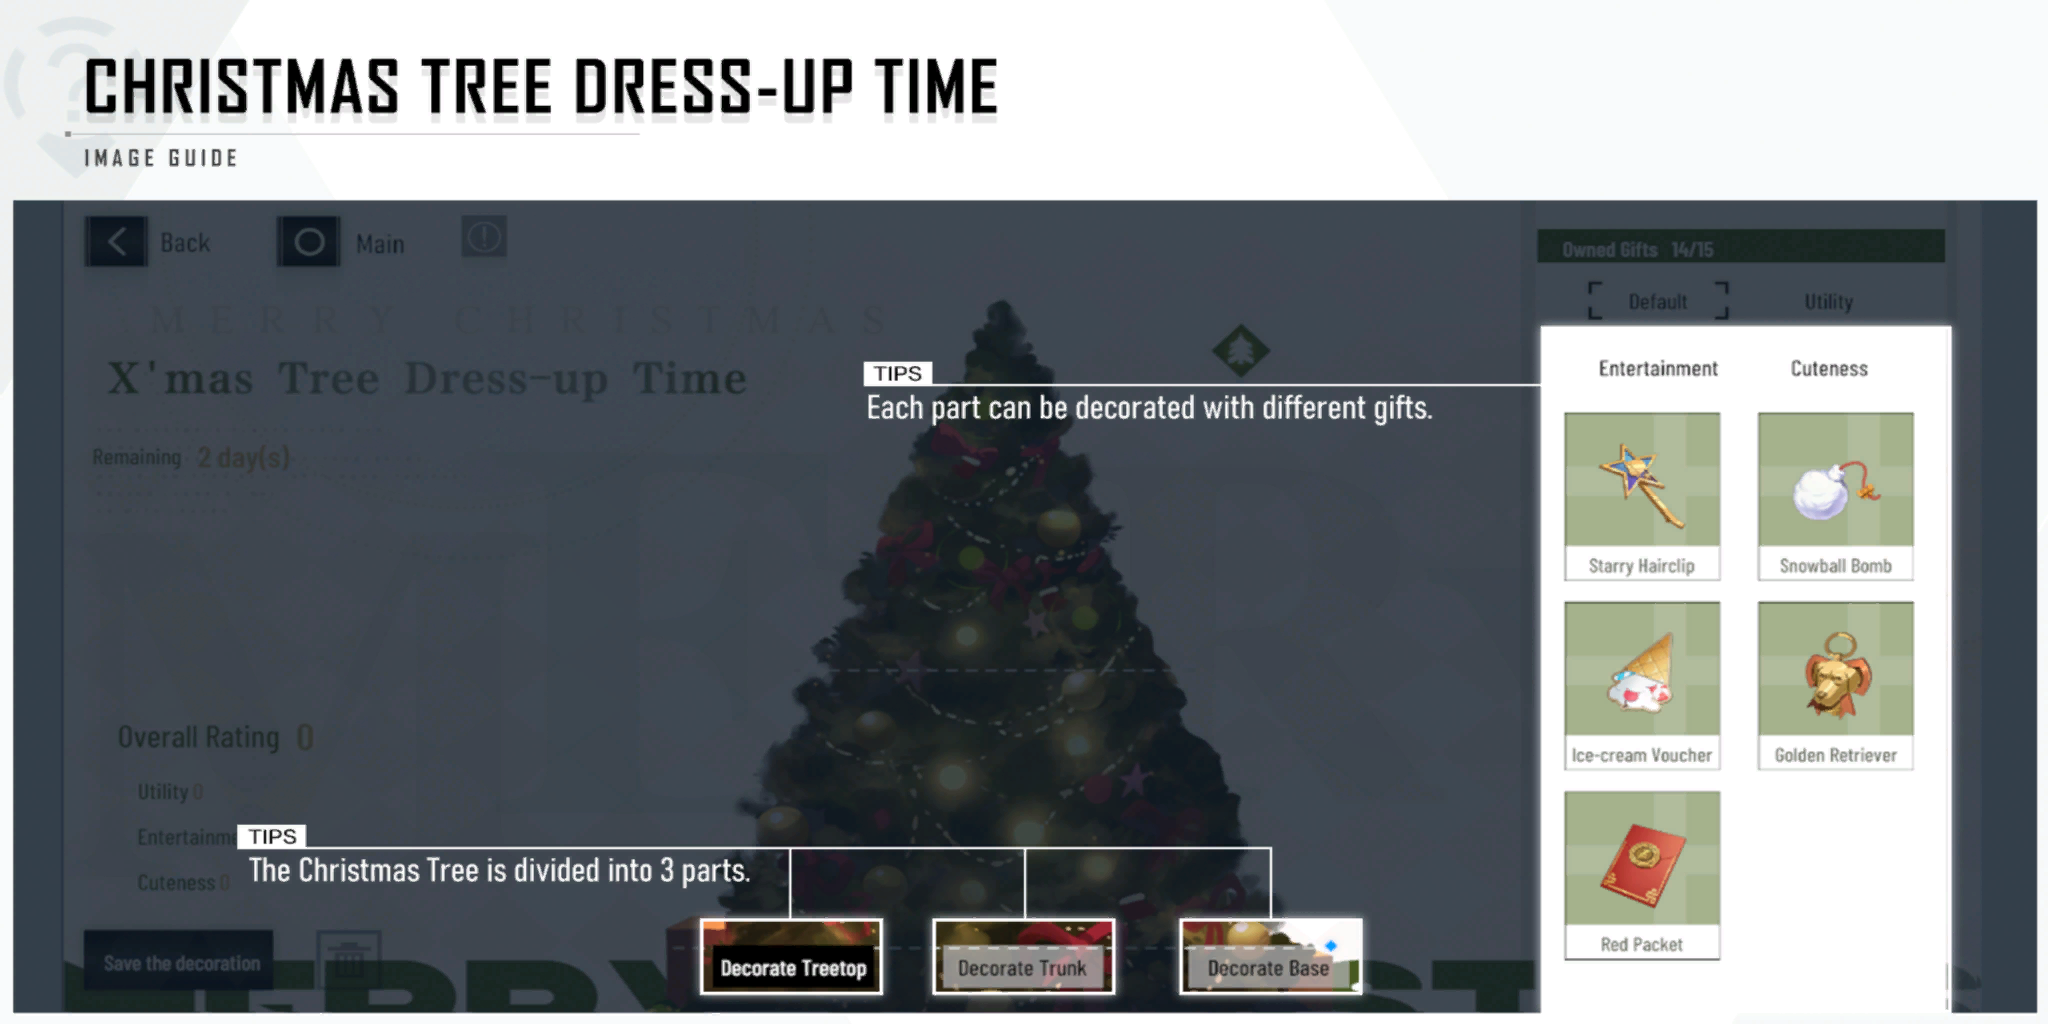 CHRISTMAS TREE DRESS-UP TIME
IMAGE GUIDE
Back
Main
Owned Gifts 14/15
Default
Utility
MERRY CHRISTMAS
X'mas Tree Dress-up Time
Entertainment
Cuteness
TIPS
Each part can be decorated with different gifts.
Remaining 2 day(s)
Starry Hairclip
Snowball Bomb
Ice-cream Voucher
Golden Retriever
Overall Rating 0
Utility 0
Entertainme
TIPS
The Christmas Tree is divided into 3 parts.
Cuteness 0
Red Packet
Save the decoration
Decorate Treetop
Decorate Trunk
Decorate Base